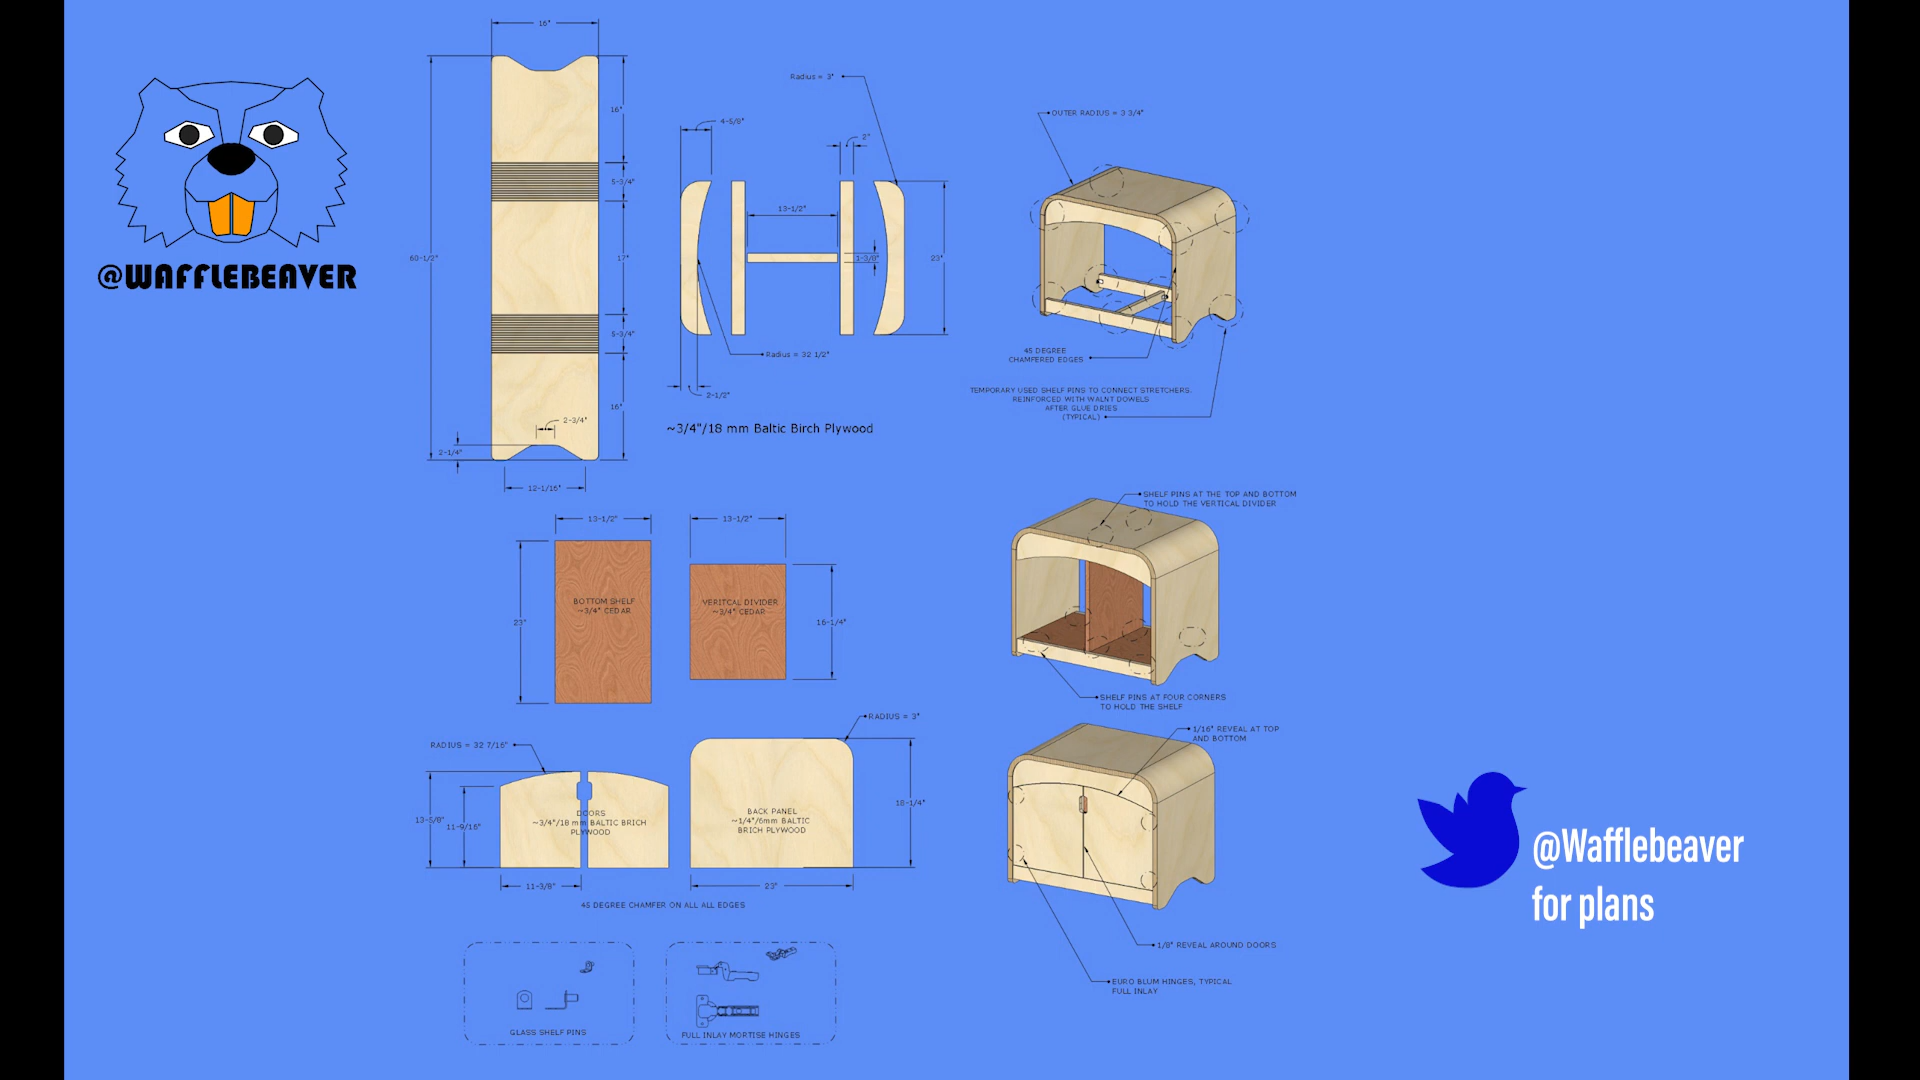 16"
60-1/2"
16"
5-3/4"
17"
5-3/4"
16"
2-3/4"
2-1/4"
12-1/16"
@WAFFLEBEAVER
Radius = 3"
4-5/8"
2"
13-1/2"
1-3/8"
23"
Radius = 32 1/2"
2-1/2"
~3/4"/18 mm Baltic Birch Plywood
OUTER RADIUS = 3 3/4"
45 DEGREE
CHAMFERED EDGES
TEMPORARY USED SHELF PINS TO CONNECT STRETCHERS.
REINFORCED WITH WALNT DOWELS
AFTER GLUE DRIES
(TYPICAL)
13-1/2"
23"
BOTTOM SHELF
~3/4" CEDAR
13-1/2"
VERITCAL DIVIDER
~3/4" CEDAR
16-1/4"
SHELF PINS AT THE TOP AND BOTTOM
TO HOLD THE VERTICAL DIVIDER
SHELF PINS AT FOUR CORNERS
TO HOLD THE SHELF
RADIUS = 32 7/16"
13-5/8"
11-9/16"
DOORS
~3/4"/18 mm BALTIC BRICH
PLYWOOD
11-3/8"
RADIUS = 3"
BACK PANEL
~1/4"/6mm BALTIC
BRICH PLYWOOD
18-1/4"
23"
45 DEGREE CHAMFER ON ALL ALL EDGES
1/16" REVEAL AT TOP
AND BOTTOM
1/8" REVEAL AROUND DOORS
EURO BLUM HINGES, TYPICAL
FULL INLAY
GLASS SHELF PINS
FULL INLAY MORTISE HINGES
@Wafflebeaver
for plans